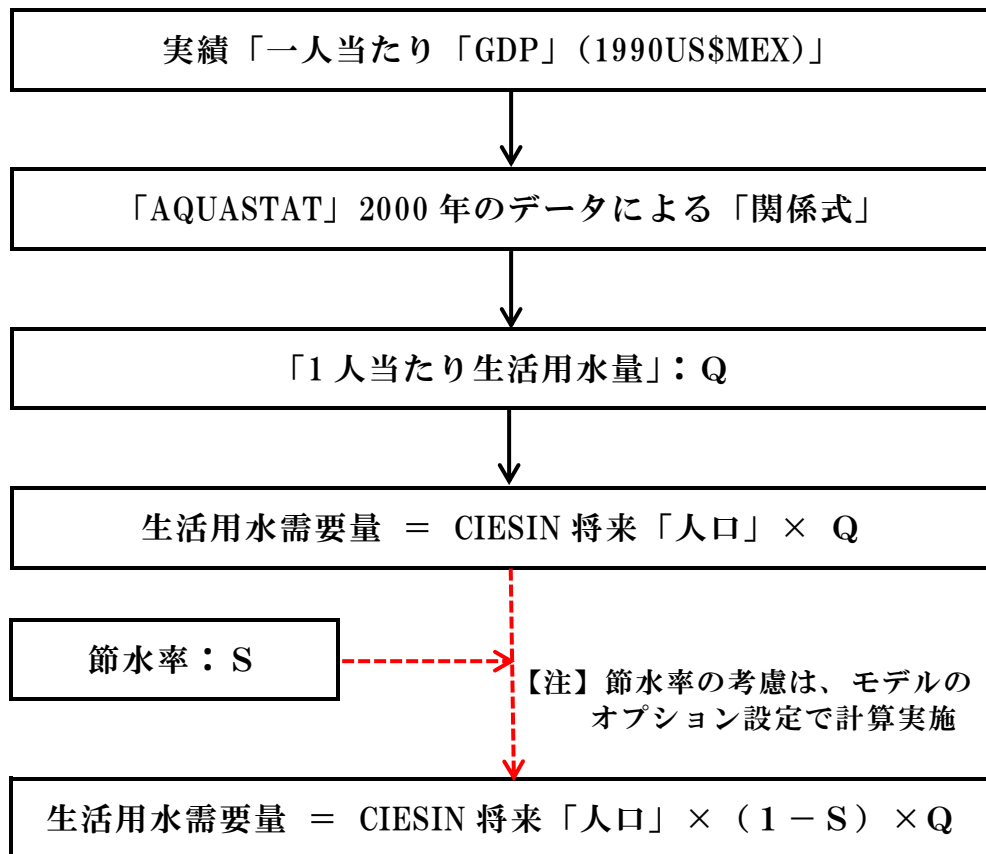 実績「一人当たり「GDP」(1990US$MEX)」
「AQUASTAT」2000年のデータによる「関係式」
「1人当たり生活用水量」：Q
生活用水需要量 ＝ CIESIN将来「人口」× Q
節水率：S
【注】節水率の考慮は、モデルの
オプション設定で計算実施
生活用水需要量 ＝ CIESIN将来「人口」×（1－S）×Q